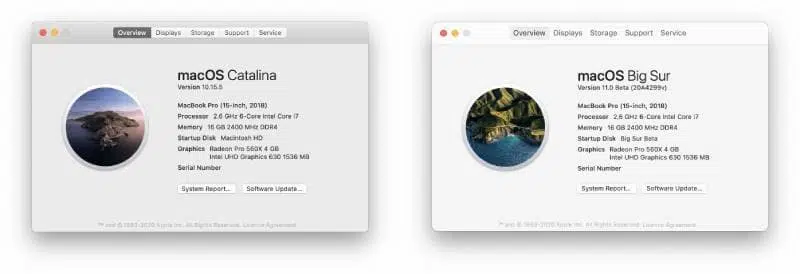 Overview Displays Storage Support Service
macOS Catalina
Version 10.15.5
MacBook Pro (15-inch, 2018)
Processor 2,6 GHz 6-Core Intel Core i7
Memory 16 GB 2400 MHz DDR4
Startup Disk Macintosh HD
Graphics Radeon Pro 560X 4 GB
Intel UHD Graphics 630 1536 MB
Serial Number
System Report... Software Update...
™ and © 1983-2020 Apple Inc. All Rights Reserved. Licence Agreement
Overview Displays Storage Support Service
macOS Big Sur
Version 11.0 Beta (20A4299v)
MacBook Pro (15-inch, 2018)
Processor 2,6 GHz 6-Core Intel Core i7
Memory 16 GB 2400 MHz DDR4
Startup Disk Big Sur Beta
Graphics Radeon Pro 560X 4 GB
Intel UHD Graphics 630 1536 MB
Serial Number
System Report... Software Update...
™ and © 1983-2020 Apple Inc. All Rights Reserved. Licence Agreement